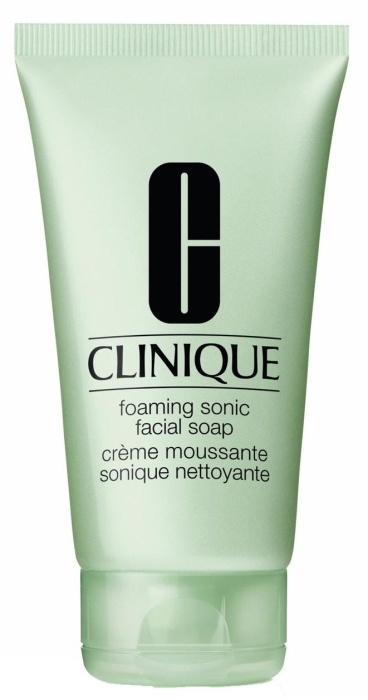 C
CLINIQUE
foaming sonic
facial soap
crème moussante
sonique nettoyante